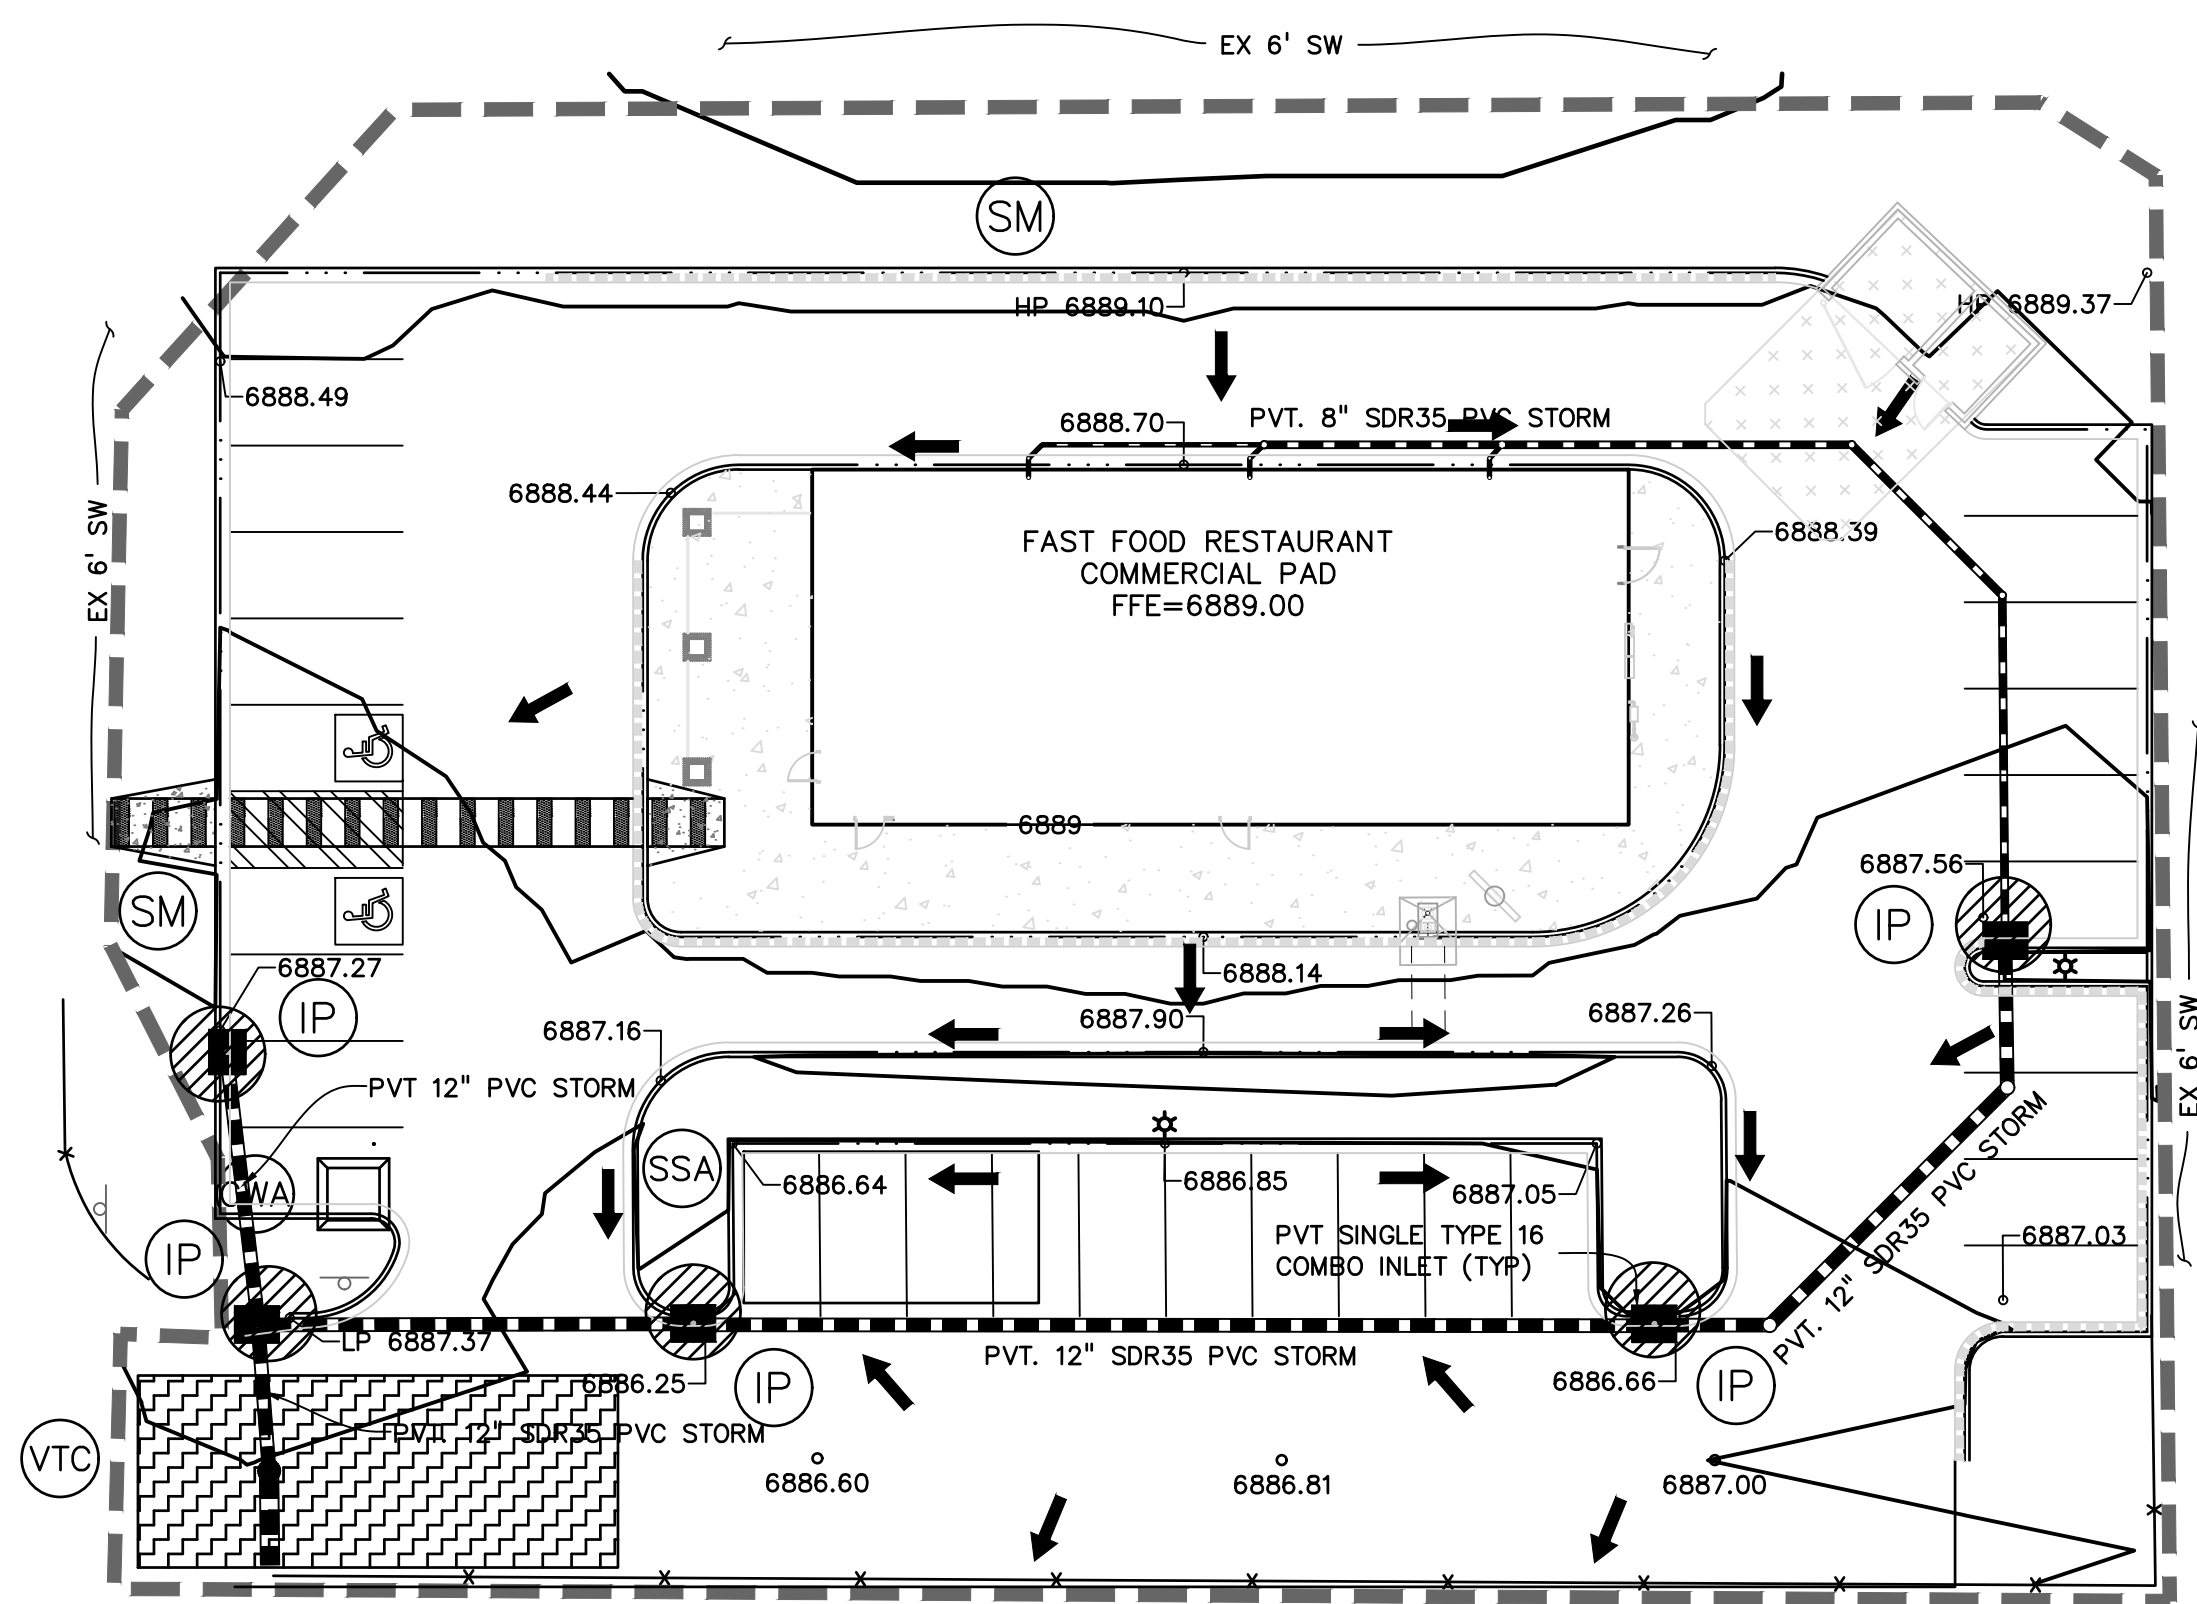 EX 6' SW
SM
HP 6889.10
HP 6889.37
6888.49
6888.70
PVT. 8" SDR35 PVC STORM
6888.44
6888.39
EX 6' SW
FAST FOOD RESTAURANT
COMMERCIAL PAD
FFE=6889.00
6889
SM
6887.56
IP
6887.27
IP
6888.14
6887.16
6887.90
6887.26
EX 6' SW
PVT 12" PVC STORM
SSA
CWA
6886.64
6886.85
6887.05
IP
PVT SINGLE TYPE 16
COMBO INLET (TYP)
6887.03
PVT. 12" SDR35 PVC STORM
LP 6887.37
PVT. 12" SDR35 PVC STORM
6886.25
IP
6886.66
IP
PVT. 12" SDR35 PVC STORM
VTC
6886.60
6886.81
6887.00